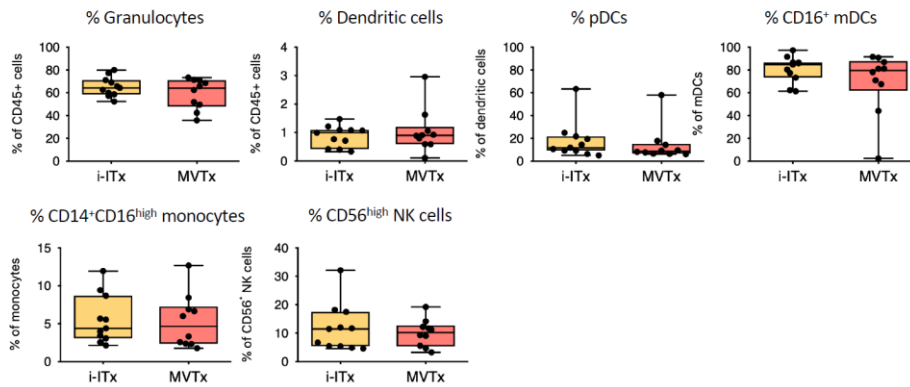 % Granulocytes
% of CD45+ cells
100
80
60
40
20
0
i-ITx MVTx
% Dendritic cells
% of CD45+ cells
4
3
2
1
0
i-ITx MVTx
% pDCs
% of dendritic cells
100
80
60
40
20
0
i-ITx MVTx
% CD16⁺ mDCs
% of mDCs
100
80
60
40
20
0
i-ITx MVTx
% CD14⁺CD16ʰⁱᵍʰ monocytes
% of monocytes
15
10
5
0
i-ITx MVTx
% CD56ʰⁱᵍʰ NK cells
% of CD56⁺ NK cells
40
30
20
10
0
i-ITx MVTx